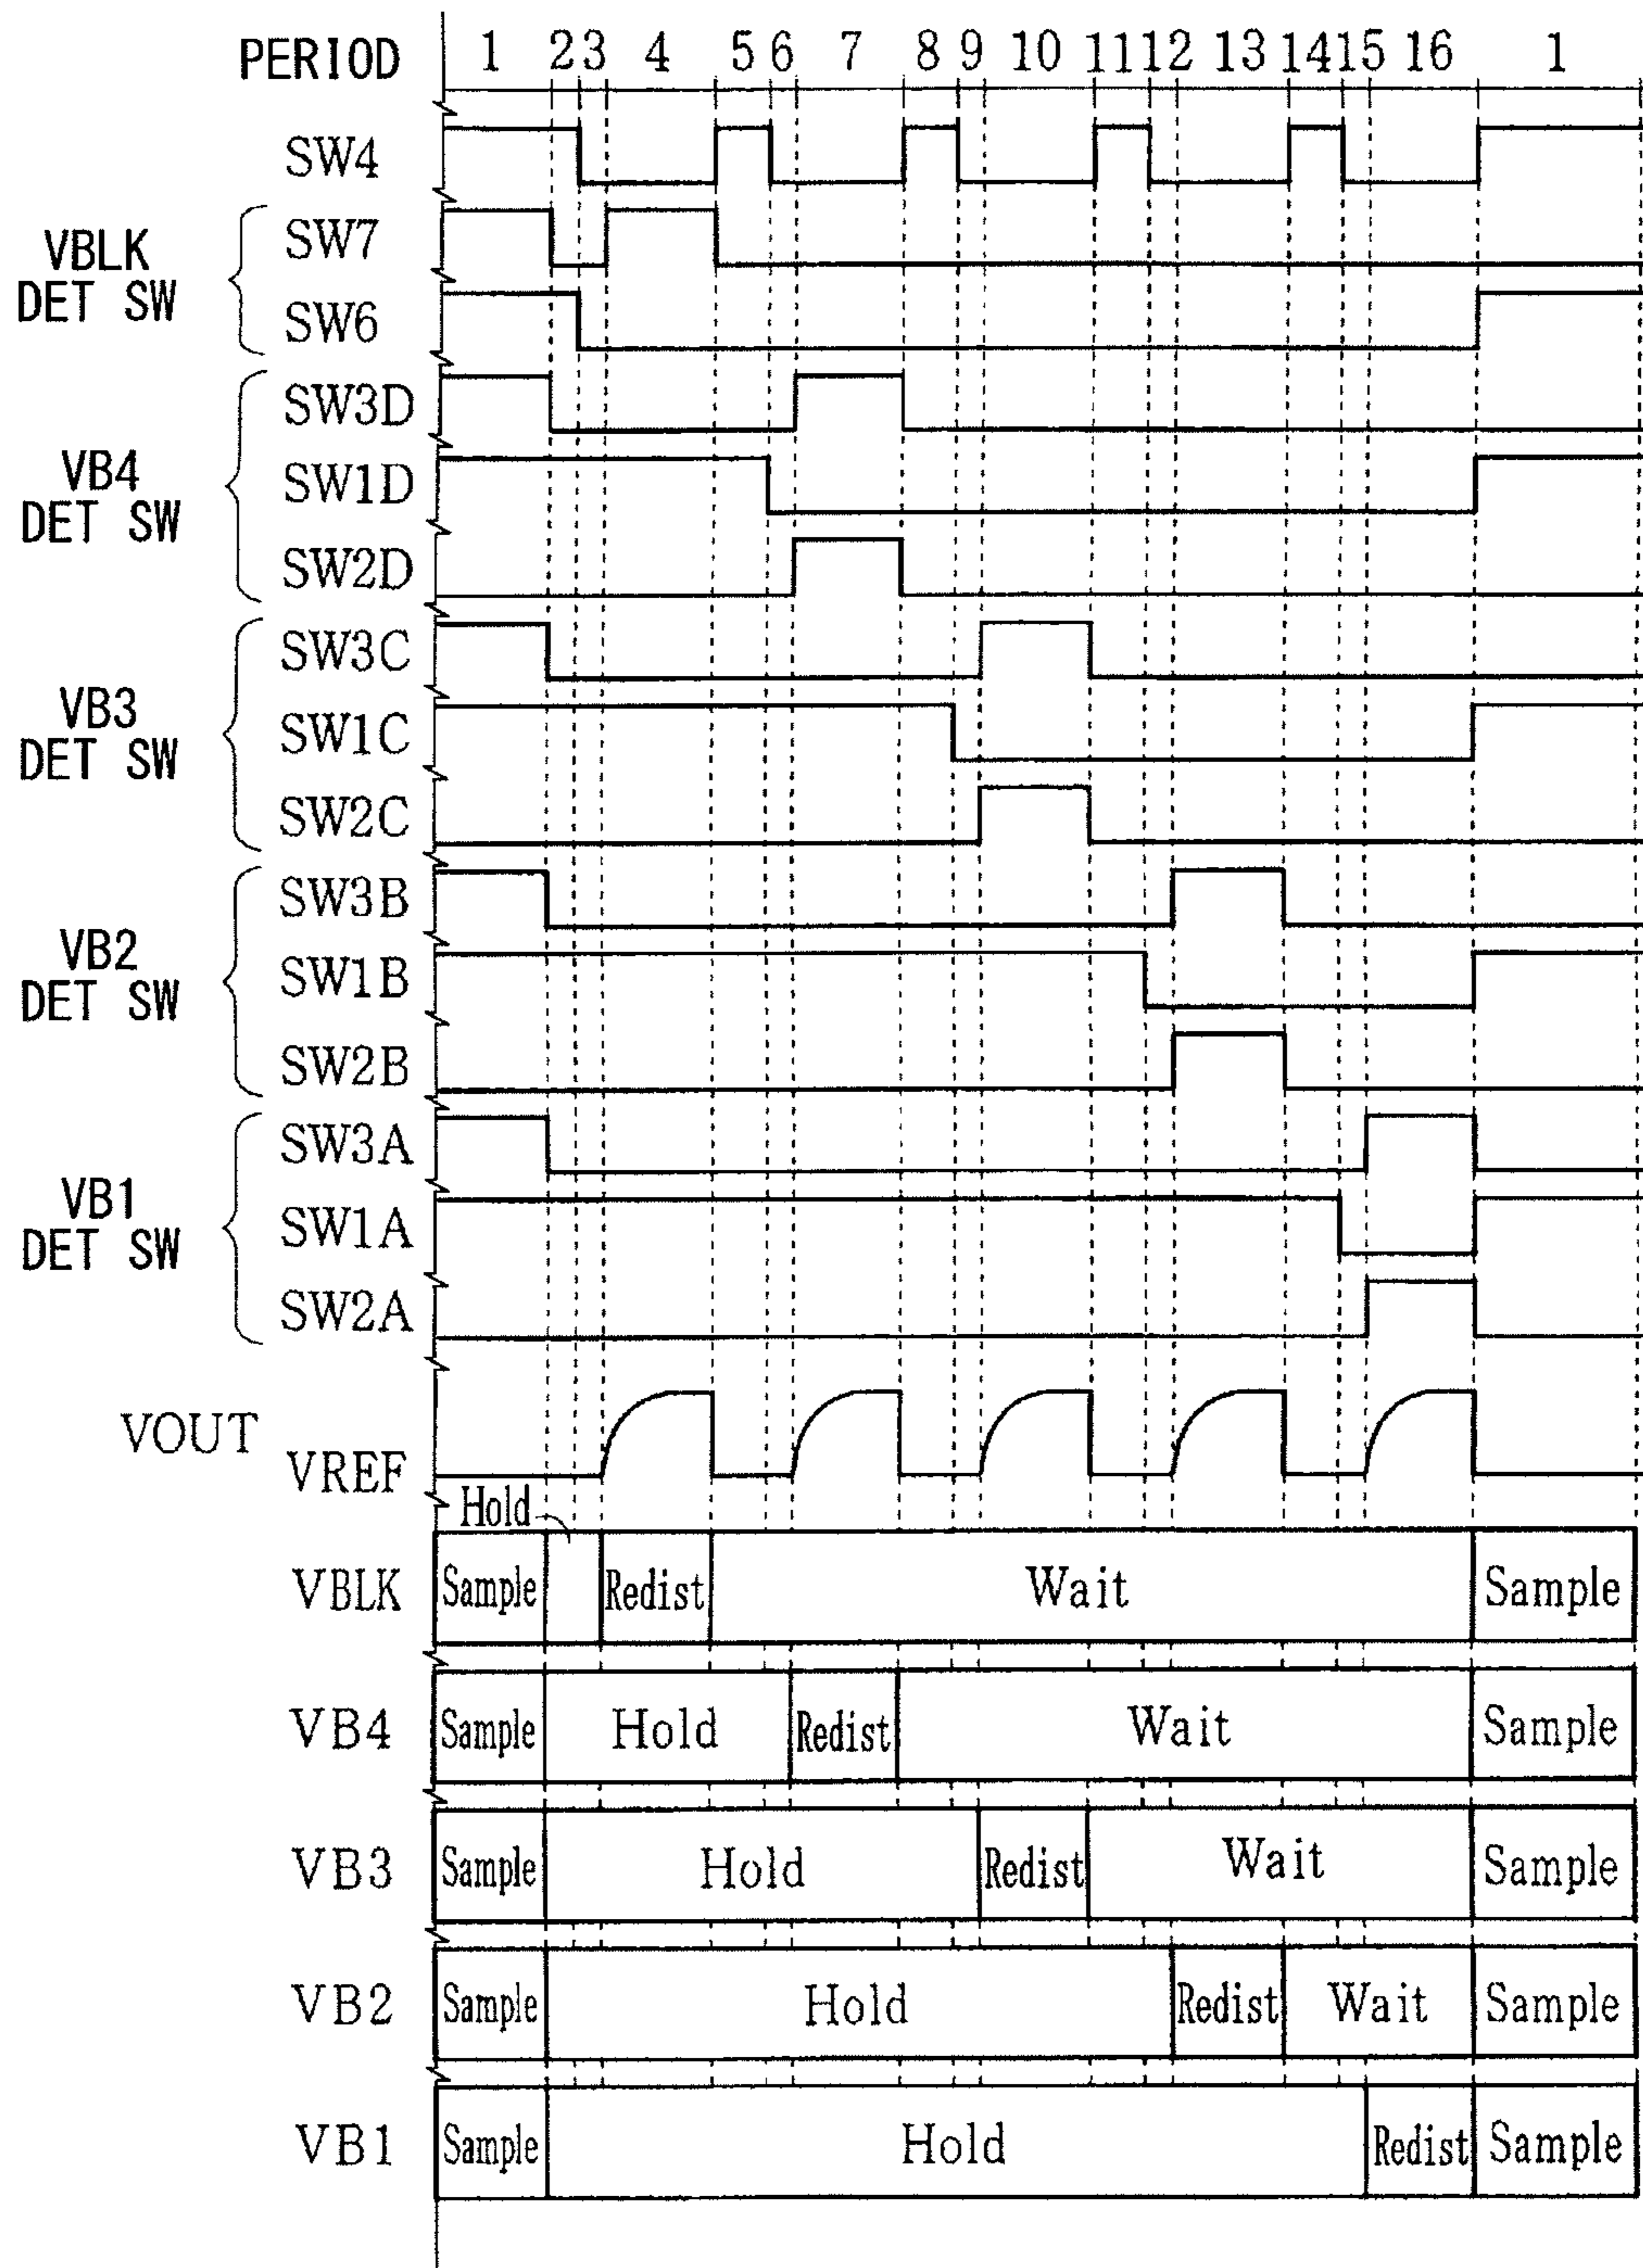 PERIOD 1 2 3 4 5 6 7 8 9 10 11 12 13 14 15 16 1
SW4
VBLK
DET SW
SW7
SW6
VB4
DET SW
SW3D
SW1D
SW2D
VB3
DET SW
SW3C
SW1C
SW2C
VB2
DET SW
SW3B
SW1B
SW2B
VB1
DET SW
SW3A
SW1A
SW2A
VOUT
VREF
Hold
VBLK Sample Redist Wait Sample
VB4 Sample Hold Redist Wait Sample
VB3 Sample Hold Redist Wait Sample
VB2 Sample Hold Redist Wait Sample
VB1 Sample Hold Redist Sample